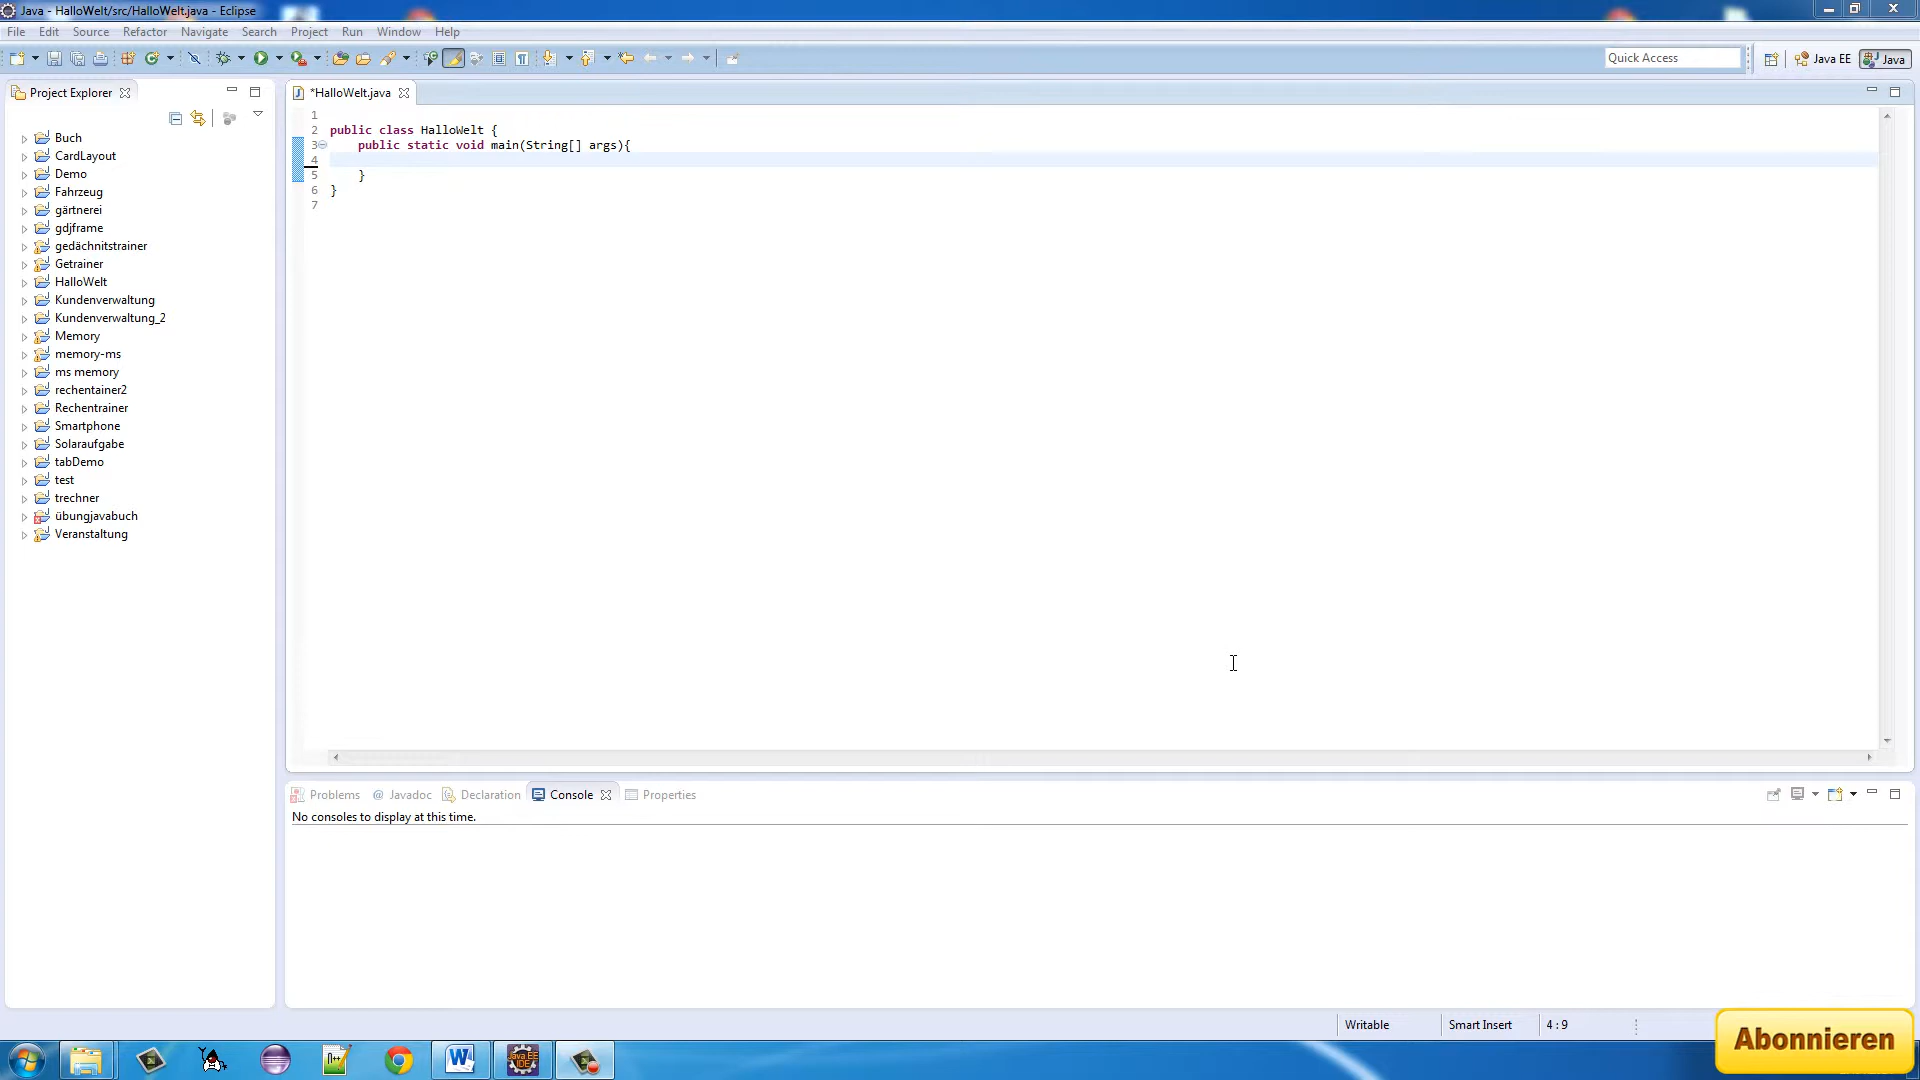 Java - HalloWelt/src/HalloWelt.java - Eclipse
File Edit Source Refactor Navigate Search Project Run Window Help
Quick Access
Java EE
Java
Project Explorer
Buch
CardLayout
Demo
Fahrzeug
gärtnerei
gdjframe
gedächnitstrainer
Getrainer
HalloWelt
Kundenverwaltung
Kundenverwaltung_2
Memory
memory-ms
ms memory
rechentainer2
Rechentrainer
Smartphone
Solaraufgabe
tabDemo
test
trechner
übungjavabuch
Veranstaltung
*HalloWelt.java
1
2 public class HalloWelt {
3 public static void main(String[] args){
4
5 }
6 }
7
Problems @ Javadoc Declaration Console Properties
No consoles to display at this time.
Writable Smart Insert 4 : 9
Abonnieren
Java EE
IDE